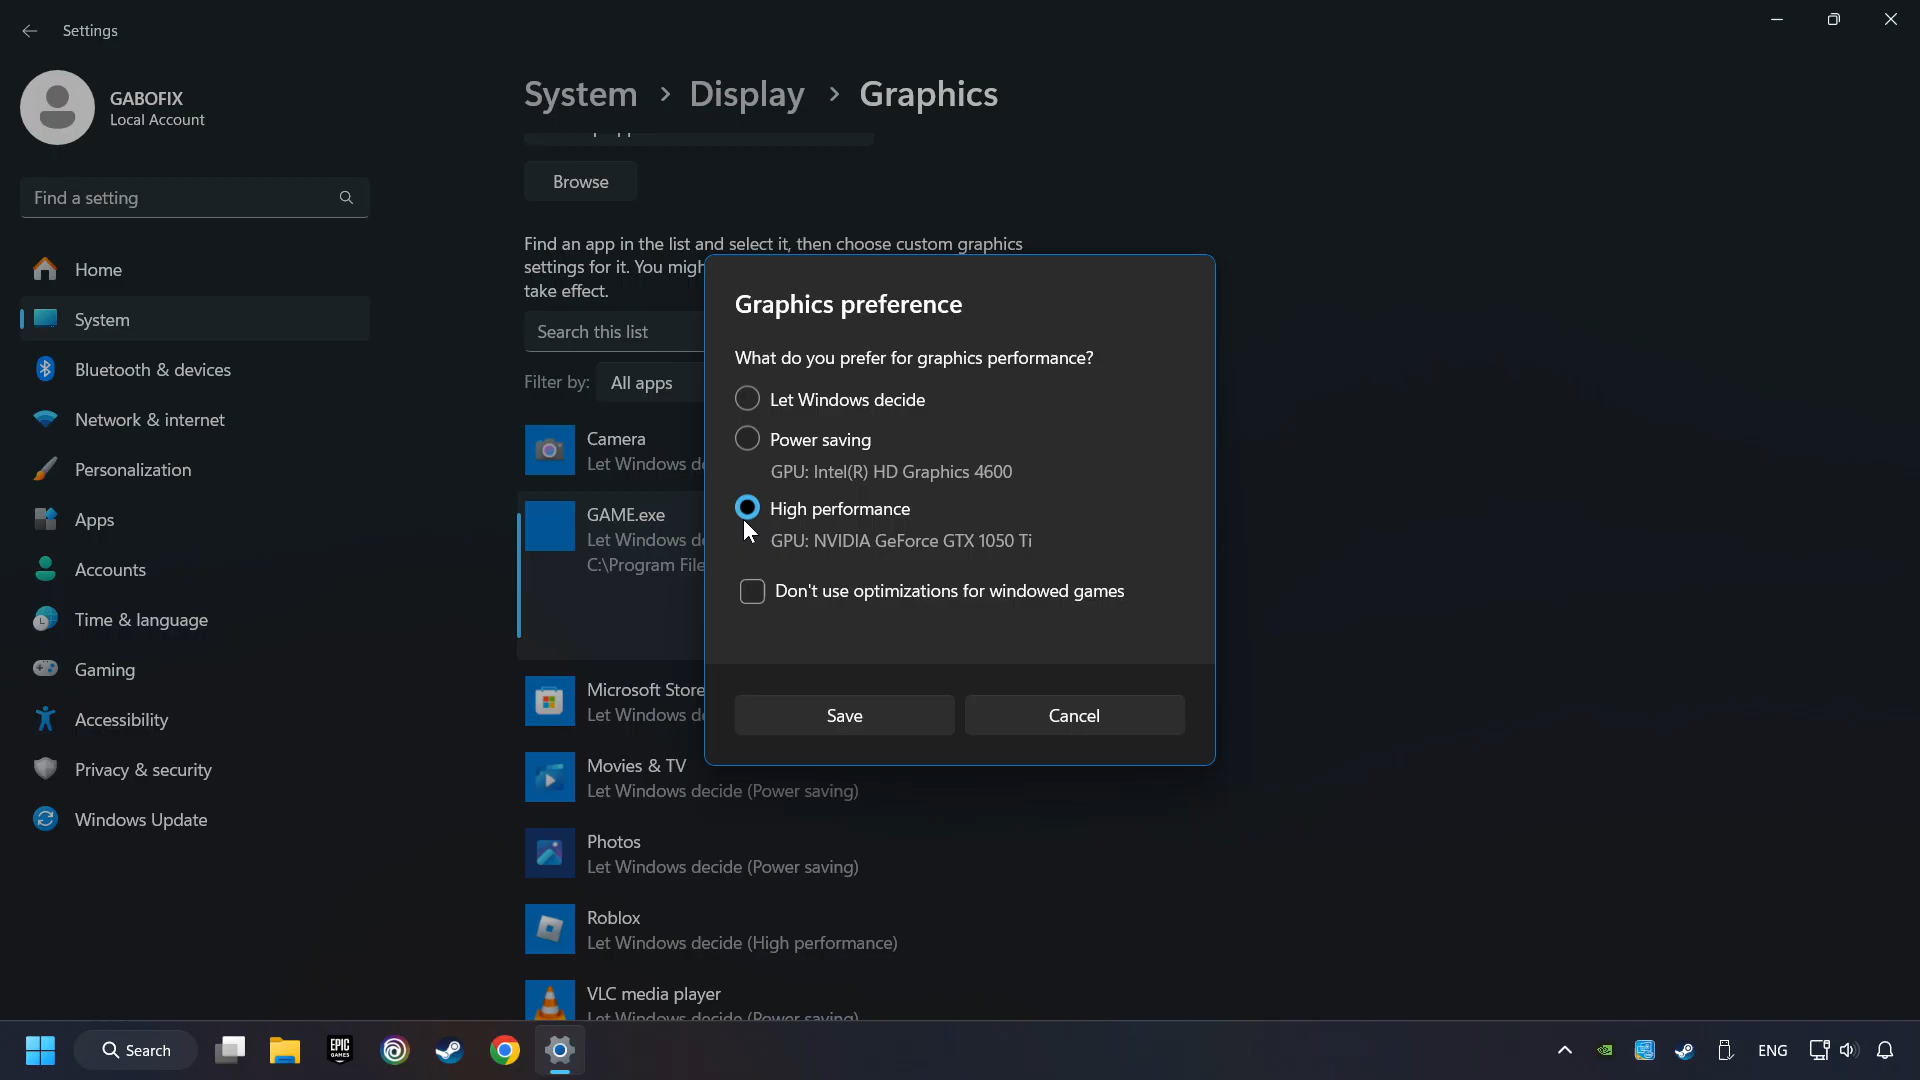 Settings
GABOFIX
Local Account
Find a setting
Home
System
Bluetooth & devices
Network & internet
Personalization
Apps
Accounts
Time & language
Gaming
Accessibility
Privacy & security
Windows Update
System > Display > Graphics
Browse
Find an app in the list and select it, then choose custom graphics
settings for it. You migh
take effect.
Search this list
Filter by: All apps
Camera
Let Windows de
GAME.exe
Let Windows de
C:\Program File
Microsoft Store
Let Windows de
Movies & TV
Let Windows decide (Power saving)
Photos
Let Windows decide (Power saving)
Roblox
Let Windows decide (High performance)
VLC media player
Let Windows decide (Power saving)
Graphics preference
What do you prefer for graphics performance?
Let Windows decide
Power saving
GPU: Intel(R) HD Graphics 4600
High performance
GPU: NVIDIA GeForce GTX 1050 Ti
Don't use optimizations for windowed games
Save
Cancel
Search
EPIC
GAMES
ENG